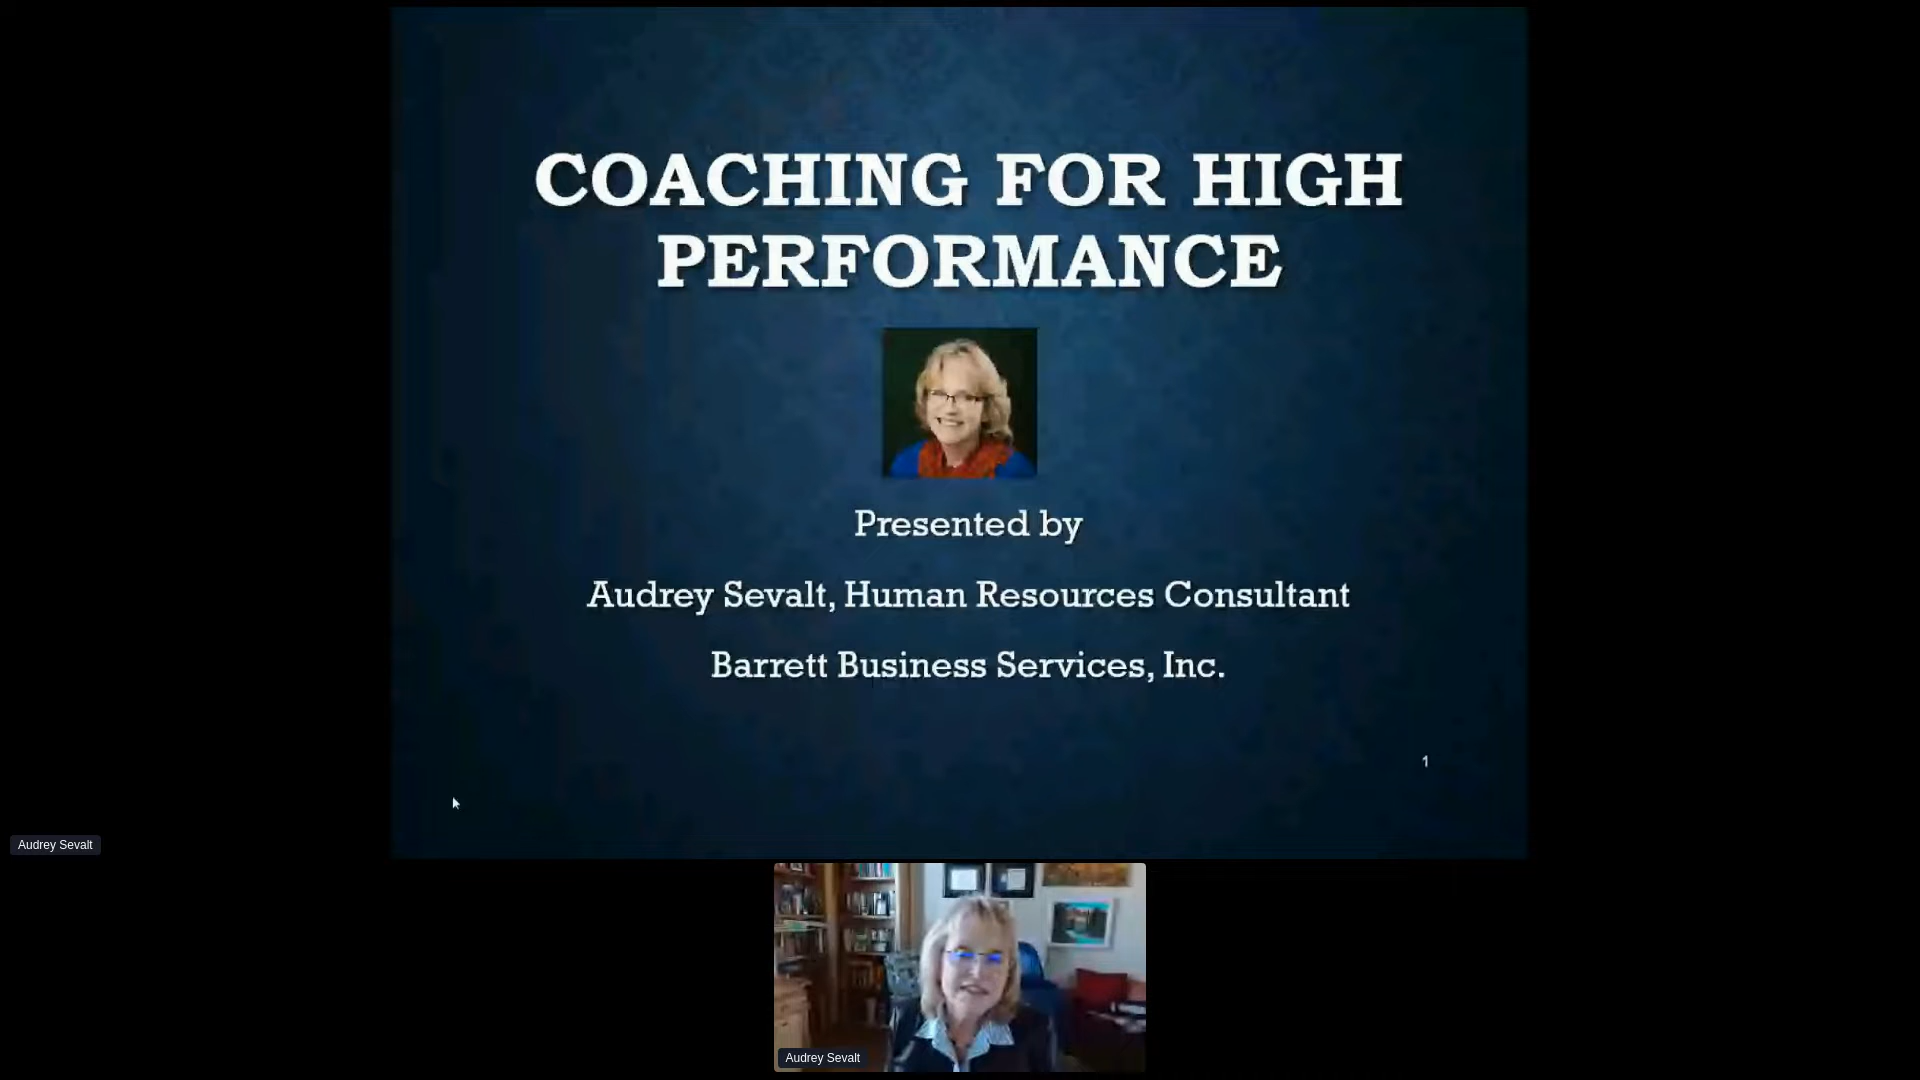 COACHING FOR HIGH
PERFORMANCE
Presented by
Audrey Sevalt, Human Resources Consultant
Barrett Business Services, Inc.
1
Audrey Sevalt
Audrey Sevalt